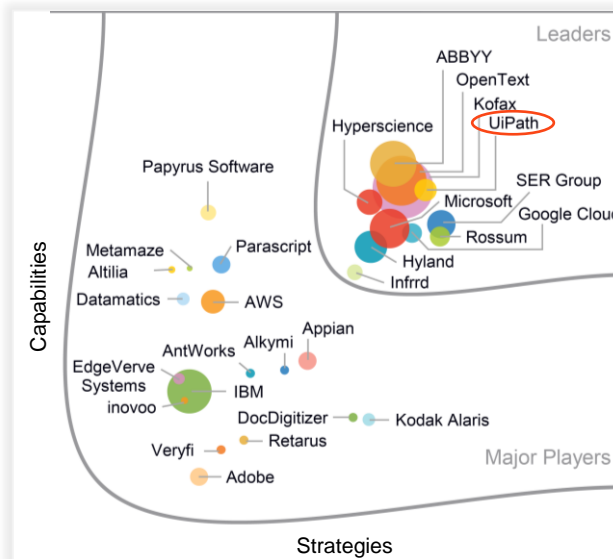 Leaders
ABBYY
OpenText
Kofax
UiPath
Hyperscience
Papyrus Software
SER Group
Microsoft
Google Cloud
Metamaze
Parascript
Rossum
Altilia
Hyland
Infrrd
Datamatics
AWS
Capabilities
Appian
Alkymi
AntWorks
EdgeVerve
Systems
IBM
inovoo
DocDigitizer
Kodak Alaris
Retarus
Veryfi
Major Players
Adobe
Strategies